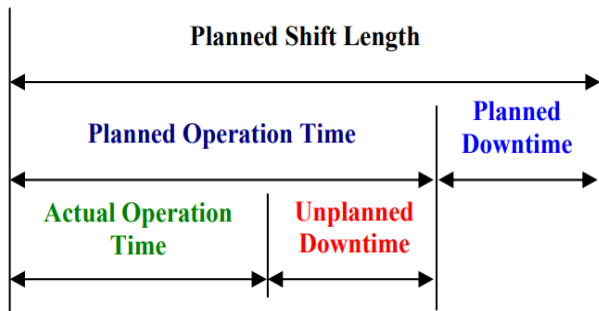 Planned Shift Length
Planned Operation Time
Planned
Downtime
Actual Operation
Time
Unplanned
Downtime